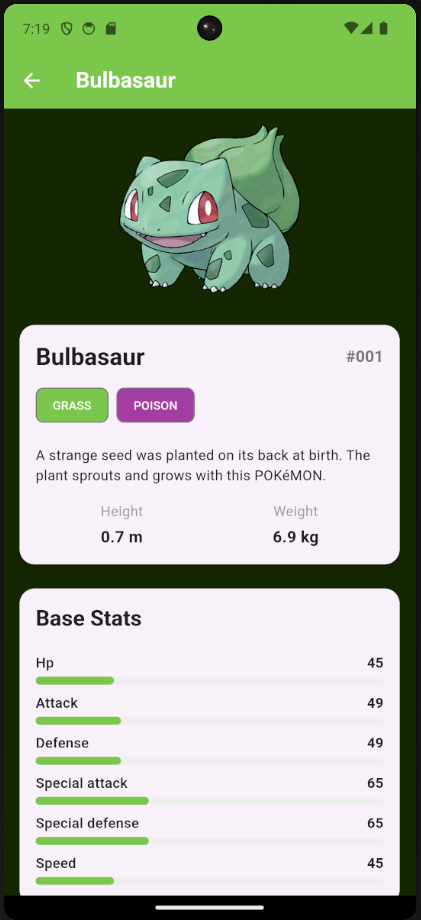 7:19
Bulbasaur
Bulbasaur #001
GRASS POISON
A strange seed was planted on its back at birth. The
plant sprouts and grows with this POKéMON.
Height Weight
0.7 m 6.9 kg
Base Stats
Hp 45
Attack 49
Defense 49
Special attack 65
Special defense 65
Speed 45